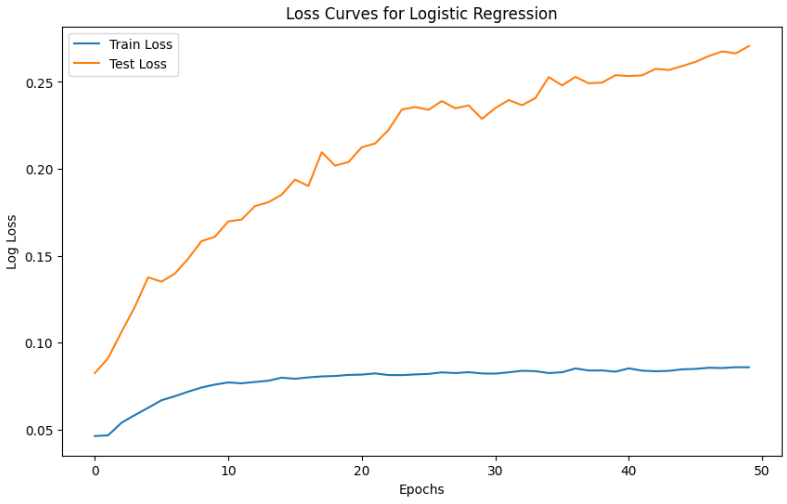 Loss Curves for Logistic Regression
Train Loss
Test Loss
0.25
0.20
0.15
0.10
0.05
Log Loss
0 10 20 30 40 50
Epochs